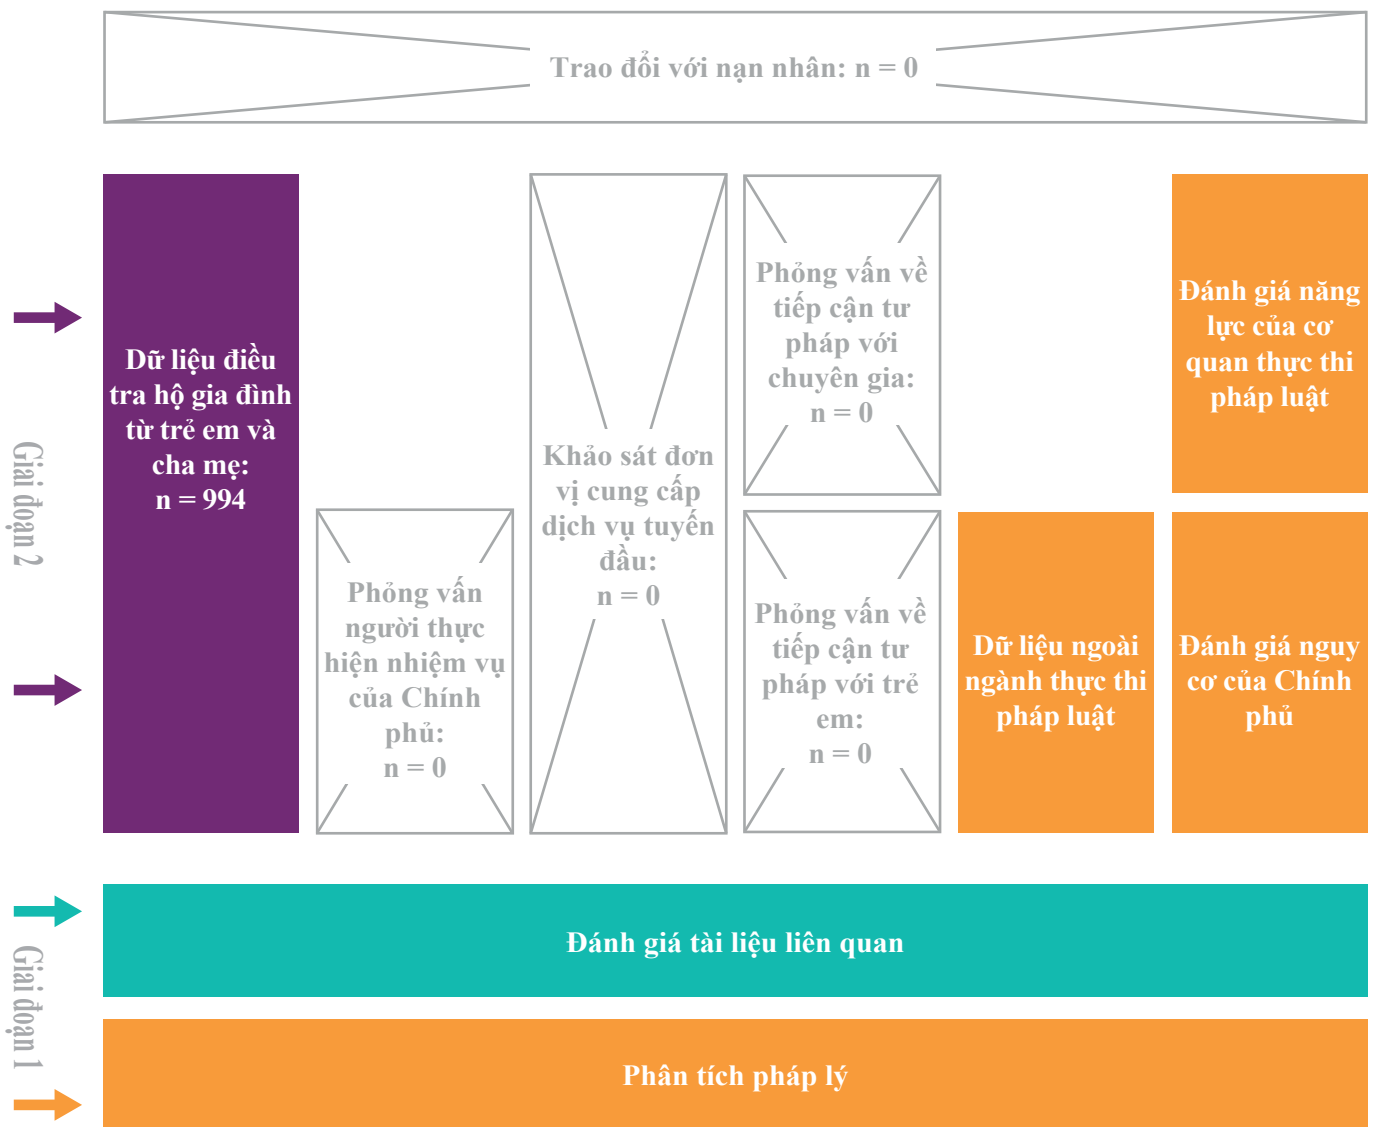 Trao đổi với nạn nhân: n = 0
Giai đoạn 2
Dữ liệu điều
tra hộ gia đình
từ trẻ em và
cha mẹ:
n = 994
Phỏng vấn
người thực
hiện nhiệm vụ
của Chính
phủ:
n = 0
Khảo sát đơn
vị cung cấp
dịch vụ tuyến
đầu:
n = 0
Phỏng vấn về
tiếp cận tư
pháp với
chuyên gia:
n = 0
Phỏng vấn về
tiếp cận tư
pháp với trẻ
em:
n = 0
Dữ liệu ngoài
ngành thực thi
pháp luật
Đánh giá năng
lực của cơ
quan thực thi
pháp luật
Đánh giá nguy
cơ của Chính
phủ
Giai đoạn 1
Đánh giá tài liệu liên quan
Phân tích pháp lý